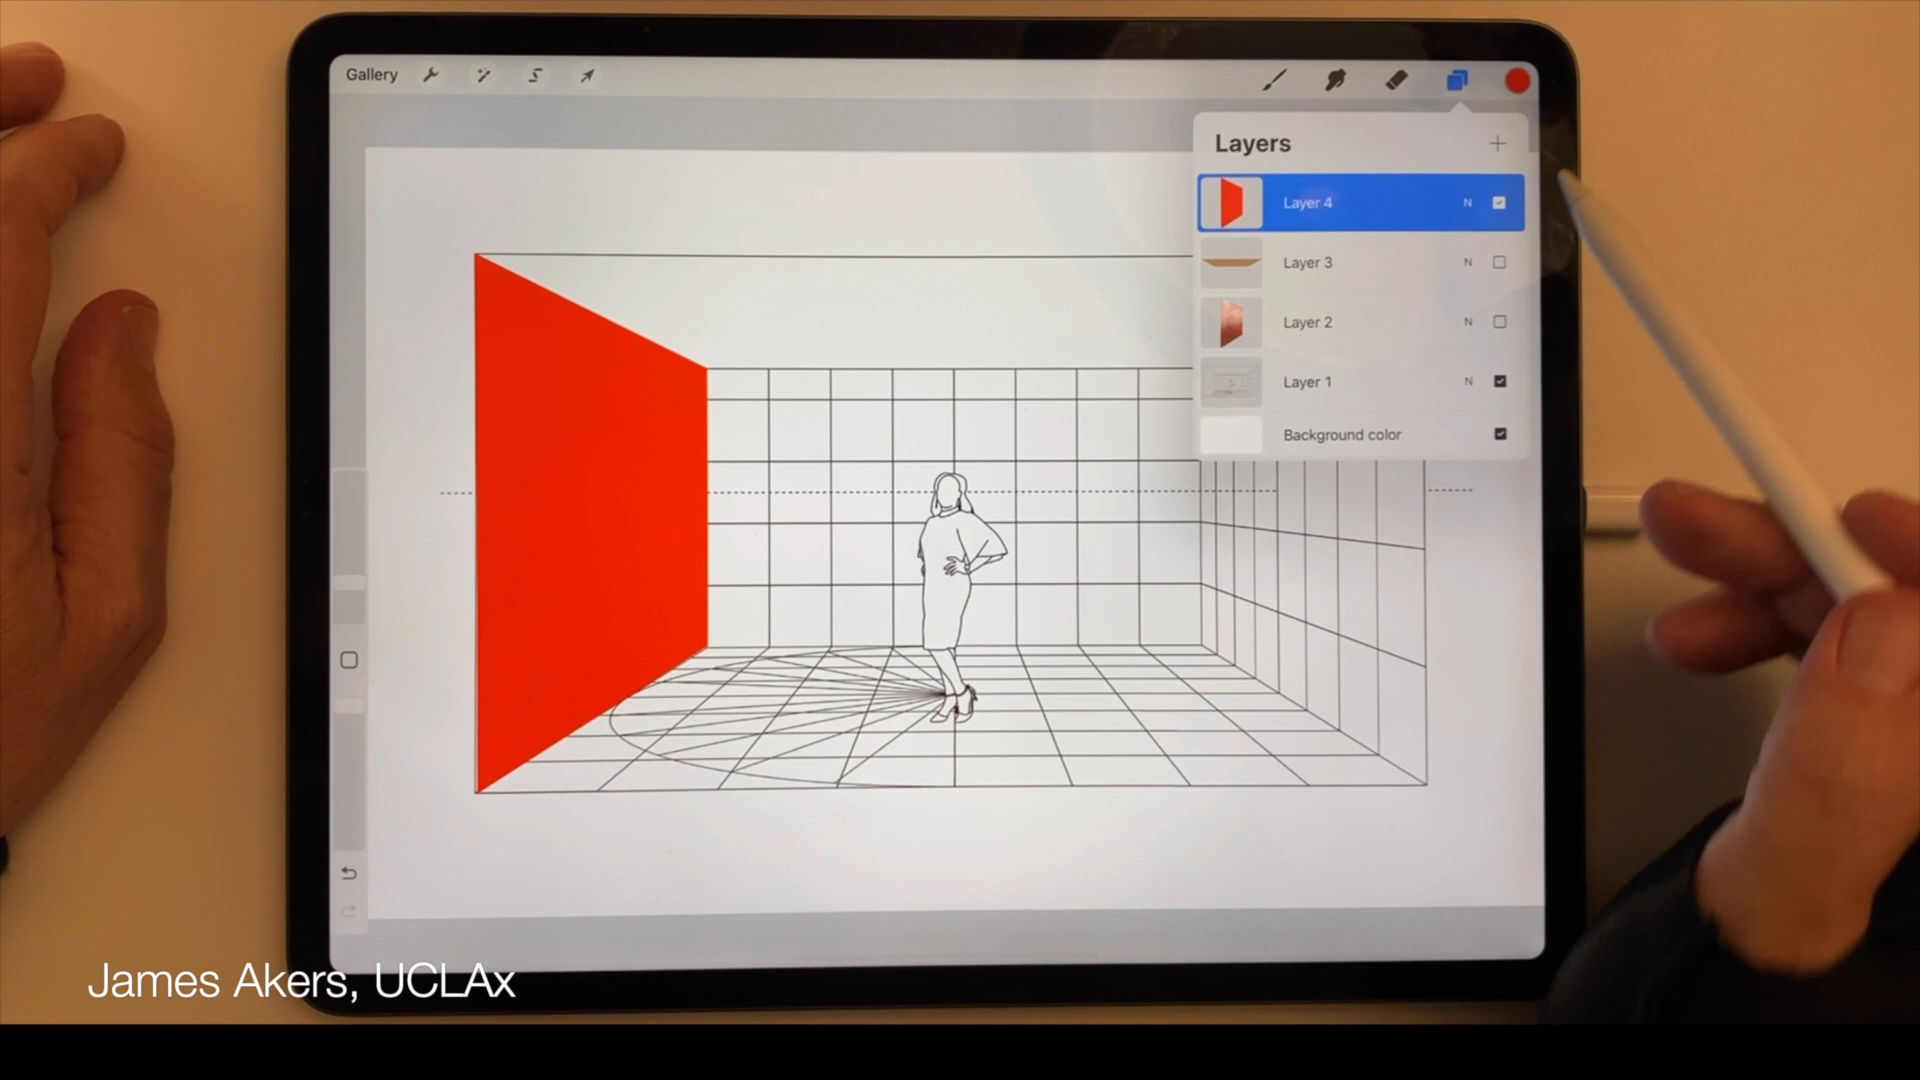 Gallery
Layers
Layer 4 N
Layer 3 N
Layer 2 N
Layer 1 N
Background color
James Akers, UCLAx